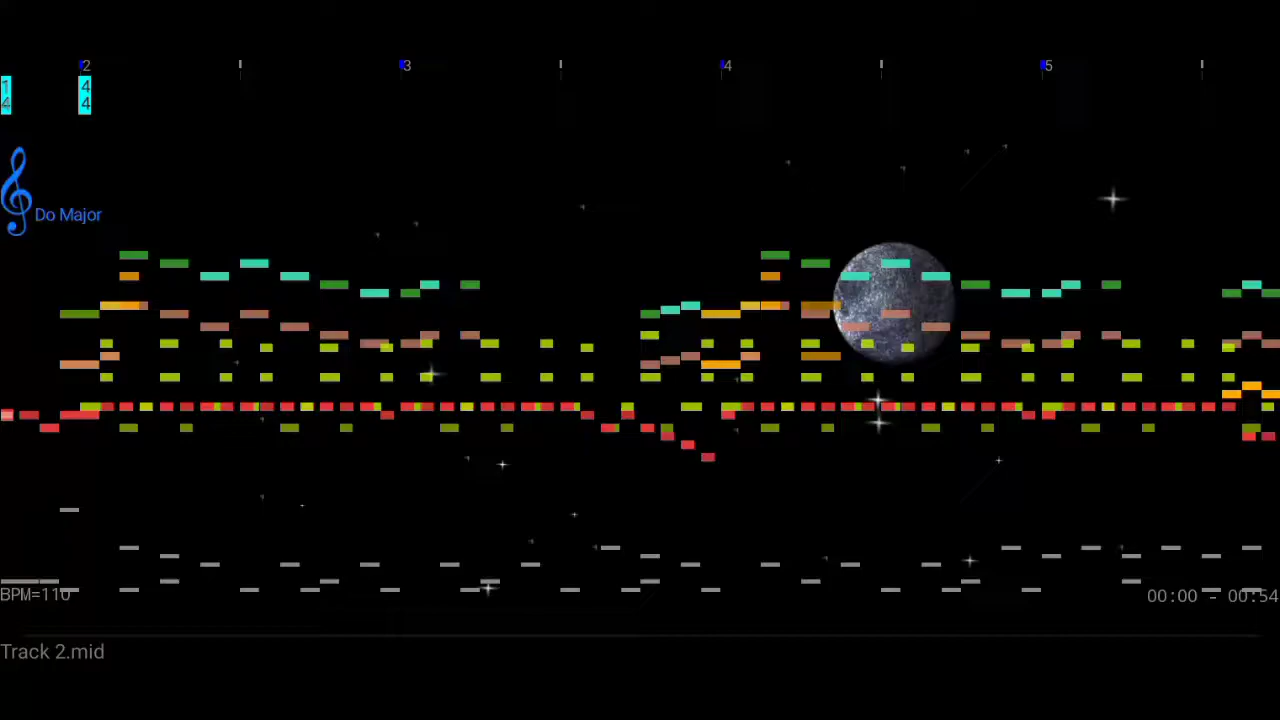 2 3 4 5
1 4
4 4
Do Major
BPM=110 00:00 - 00:54
Track 2.mid